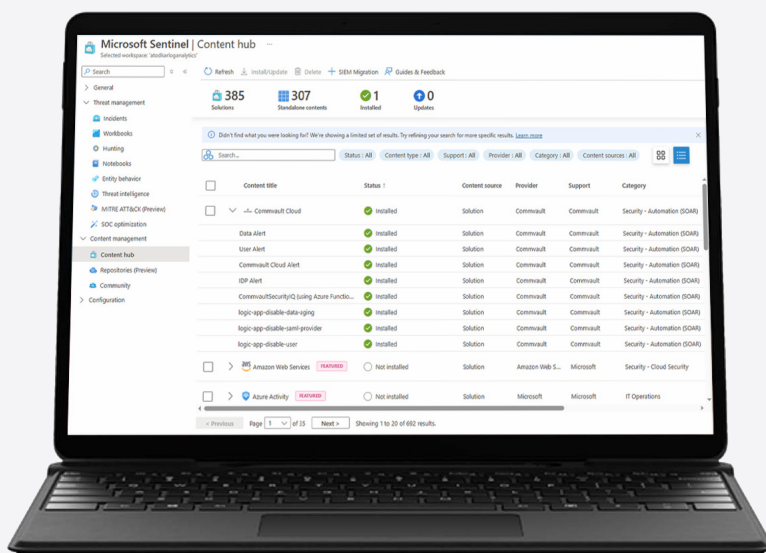 Microsoft Sentinel | Content hub ...
Selected workspace: 'atodkarloganalytics'
Search
General
Threat management
Incidents
Workbooks
Hunting
Notebooks
Entity behavior
Threat intelligence
MITRE ATT&CK (Preview)
SOC optimization
Content management
Content hub
Repositories (Preview)
Community
Configuration
Refresh Install/Update Delete SIEM Migration Guides & Feedback
385 307 1 0
Solutions Standalone contents Installed Updates
Didn't find what you were looking for? We're showing a limited set of results. Try refining your search for more specific results. Learn more
Search... Status : All Content type : All Support : All Provider : All Category : All Content sources : All
Content title Status ↑ Content source Provider Support Category
Commvault Cloud Installed Solution Commvault Commvault Security - Automation (SOAR)
Data Alert Installed Solution Commvault Commvault Security - Automation (SOAR)
User Alert Installed Solution Commvault Commvault Security - Automation (SOAR)
Commvault Cloud Alert Installed Solution Commvault Commvault Security - Automation (SOAR)
IDP Alert Installed Solution Commvault Commvault Security - Automation (SOAR)
CommvaultSecurityIQ (using Azure Functio... Installed Solution Commvault Commvault Security - Automation (SOAR)
logic-app-disable-data-aging Installed Solution Commvault Commvault Security - Automation (SOAR)
logic-app-disable-saml-provider Installed Solution Commvault Commvault Security - Automation (SOAR)
logic-app-disable-user Installed Solution Commvault Commvault Security - Automation (SOAR)
aws Amazon Web Services FEATURED Not installed Solution Amazon Web S... Microsoft Security - Cloud Security
Azure Activity FEATURED Not installed Solution Microsoft Microsoft IT Operations
< Previous Page 1 of 35 Next > Showing 1 to 20 of 692 results.